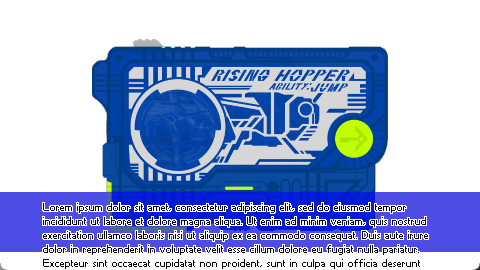 RISING HOPPER
ABILITY:JUMP
Lorem ipsum dolor sit amet, consectetur adipiscing elit, sed do eiusmod tempor
incididunt ut labore et dolore magna aliqua. Ut enim ad minim veniam, quis nostrud
exercitation ullamco laboris nisi ut aliquip ex ea commodo consequat. Duis aute irure
dolor in reprehenderit in voluptate velit esse cillum dolore eu fugiat nulla pariatur.
Excepteur sint occaecat cupidatat non proident, sunt in culpa qui officia deserunt